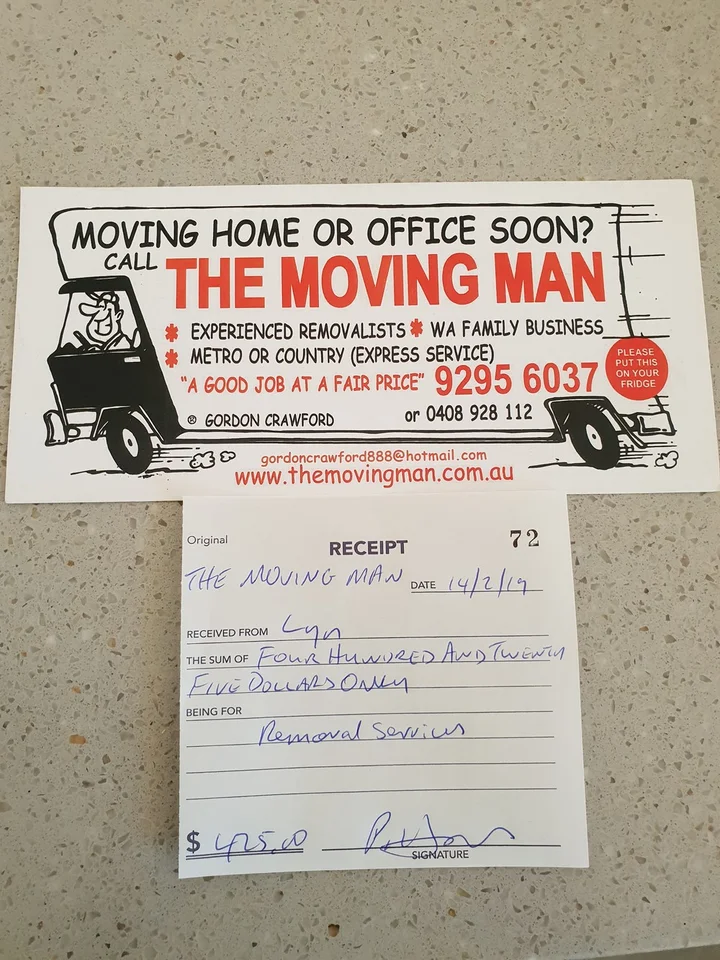 MOVING HOME OR OFFICE SOON?
CALL THE MOVING MAN
* EXPERIENCED REMOVALISTS * WA FAMILY BUSINESS
* METRO OR COUNTRY (EXPRESS SERVICE)
"A GOOD JOB AT A FAIR PRICE" 9295 6037
® GORDON CRAWFORD or 0408 928 112
PLEASE
PUT THIS
ON YOUR
FRIDGE
gordoncrawford888@hotmail.com
www.themovingman.com.au
Original
RECEIPT 72
THE MOVING MAN DATE 14/2/19
RECEIVED FROM Lyn
THE SUM OF FOUR HUNDRED AND TWENTY
FIVE DOLLARS ONLY
BEING FOR
Removal Services
$ 425.00
SIGNATURE